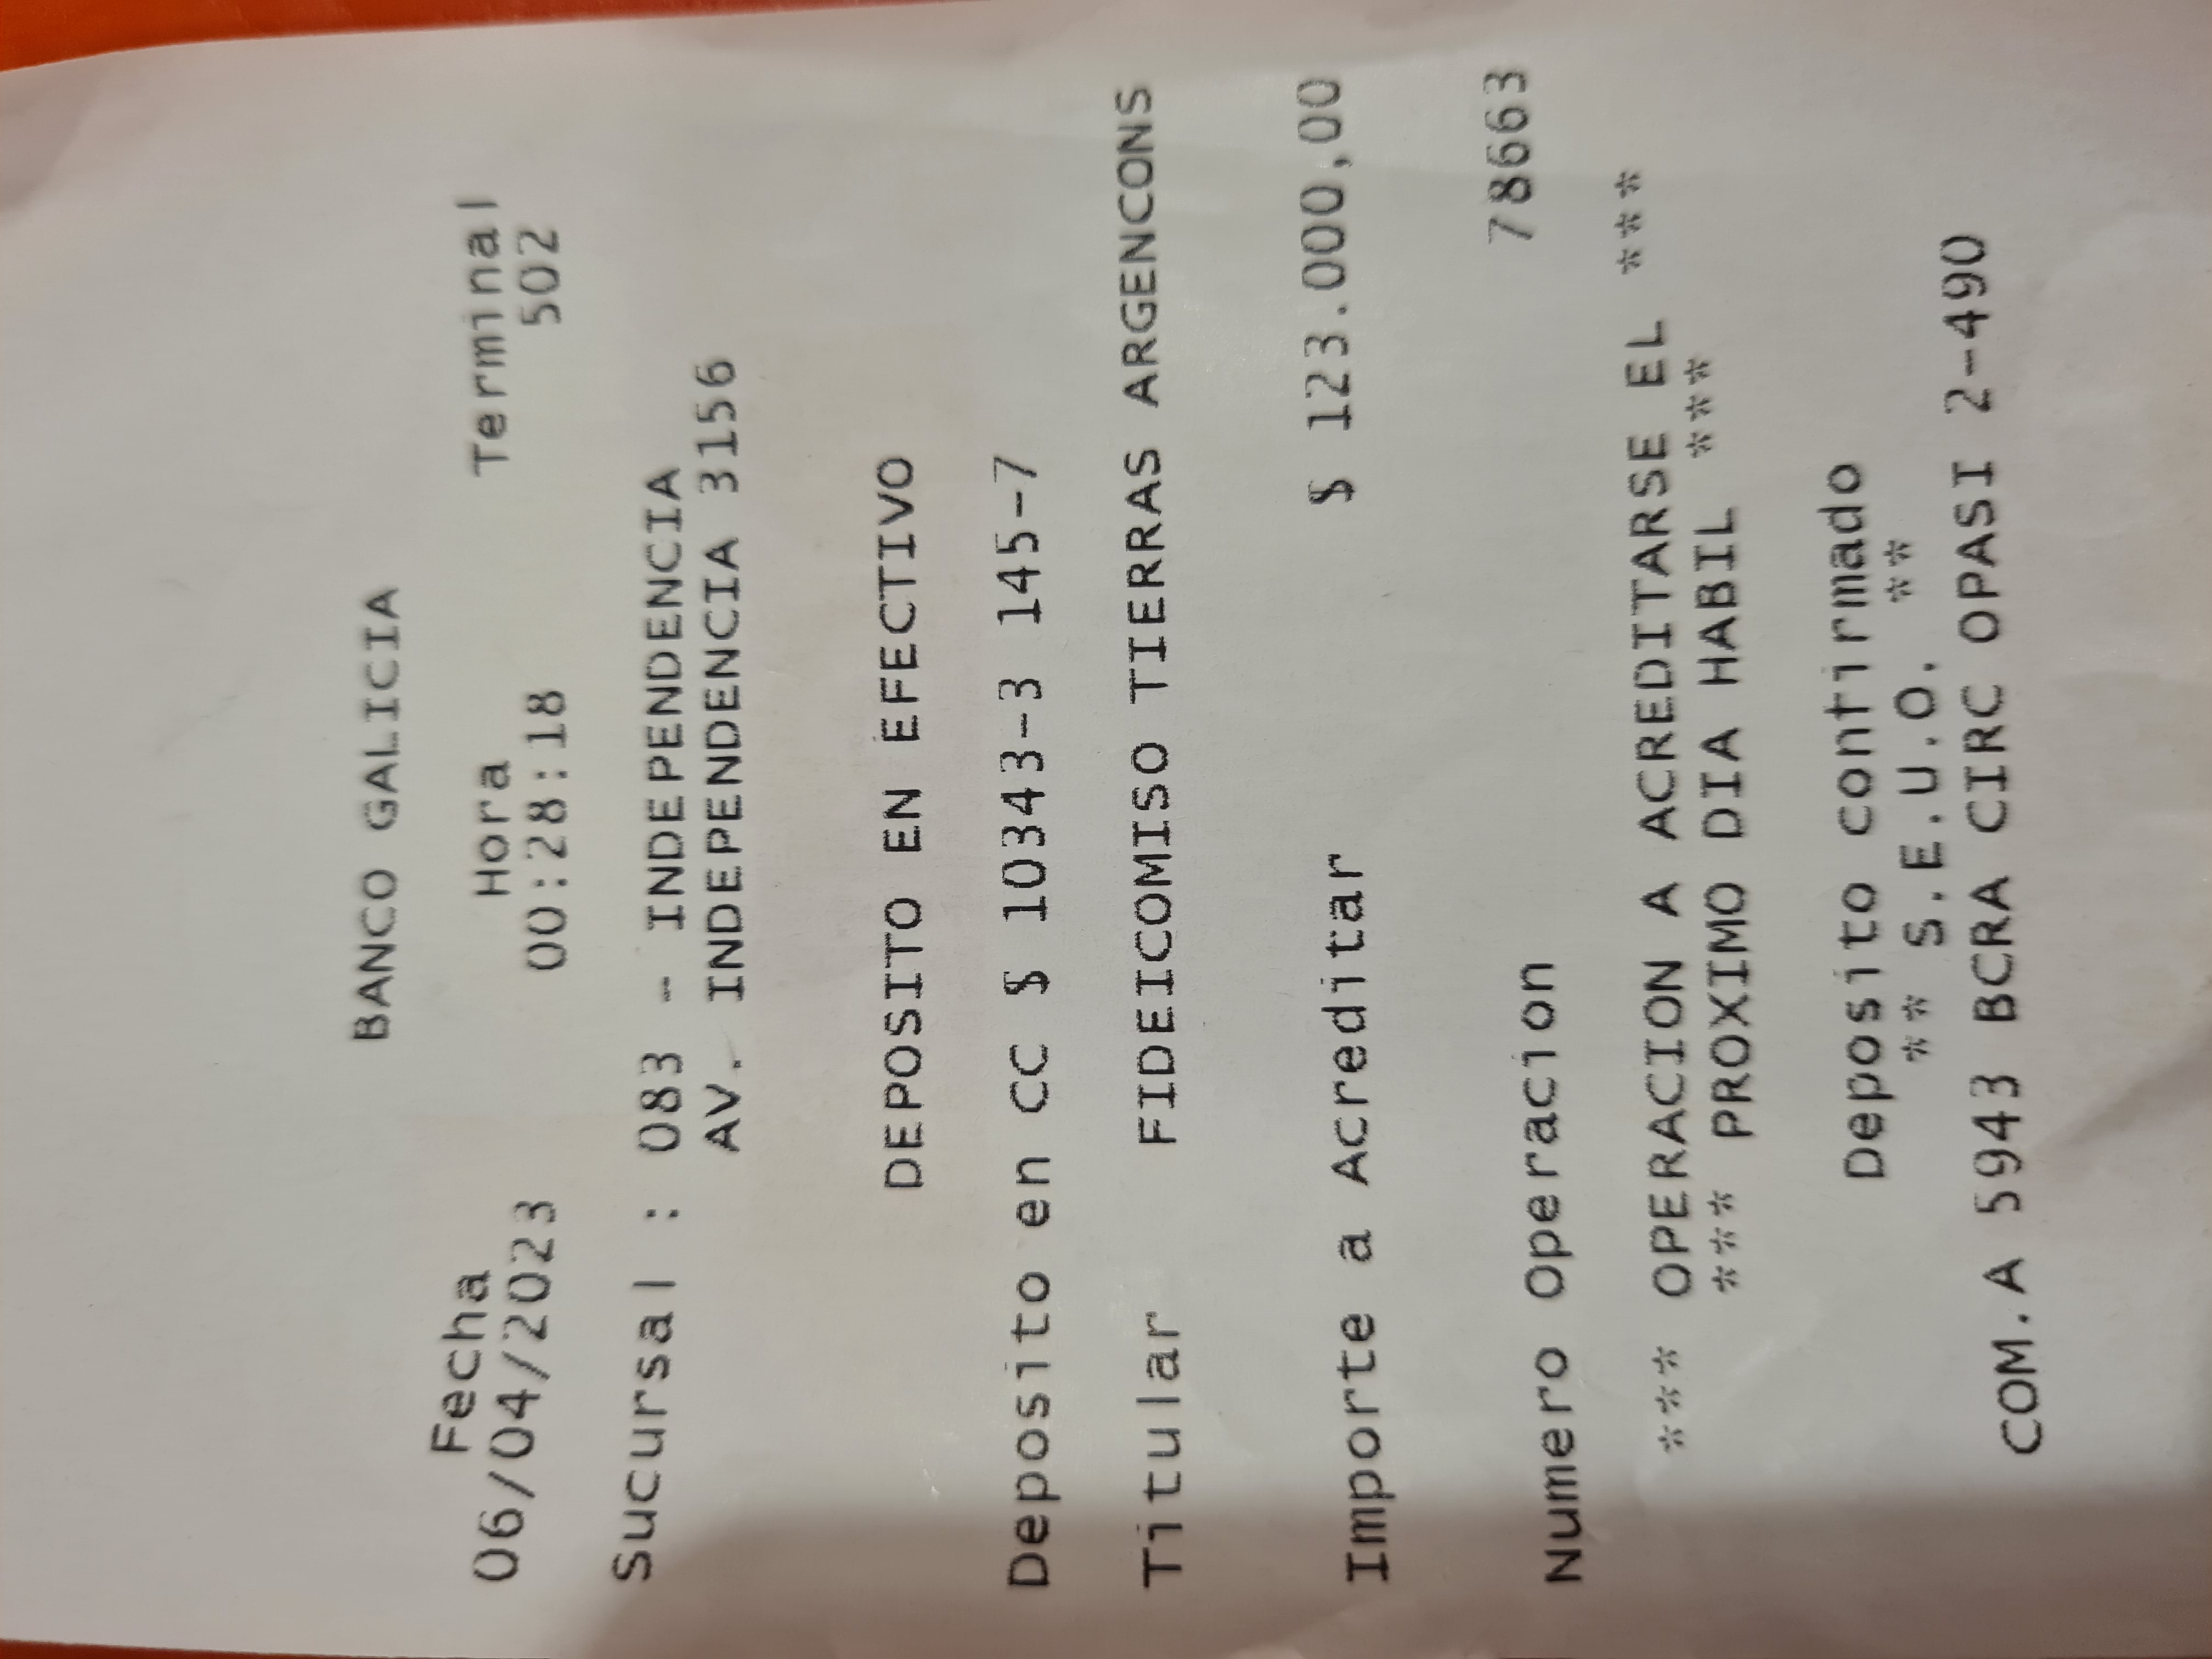 BANCO GALICIA
Fecha Hora Terminal
06/04/2023 00:28:18 502
Sucursal : 083 - INDEPENDENCIA
AV. INDEPENDENCIA 3156
DEPOSITO EN EFECTIVO
Deposito en CC $ 10343-3 145-7
Titular FIDEICOMISO TIERRAS ARGENCONS
Importe a Acreditar $ 123.000,00
Numero Operacion 78663
*** OPERACION A ACREDITARSE EL ***
*** PROXIMO DIA HABIL ***
Deposito confirmado
** S.E.U.O. **
COM.A 5943 BCRA CIRC OPASI 2-490